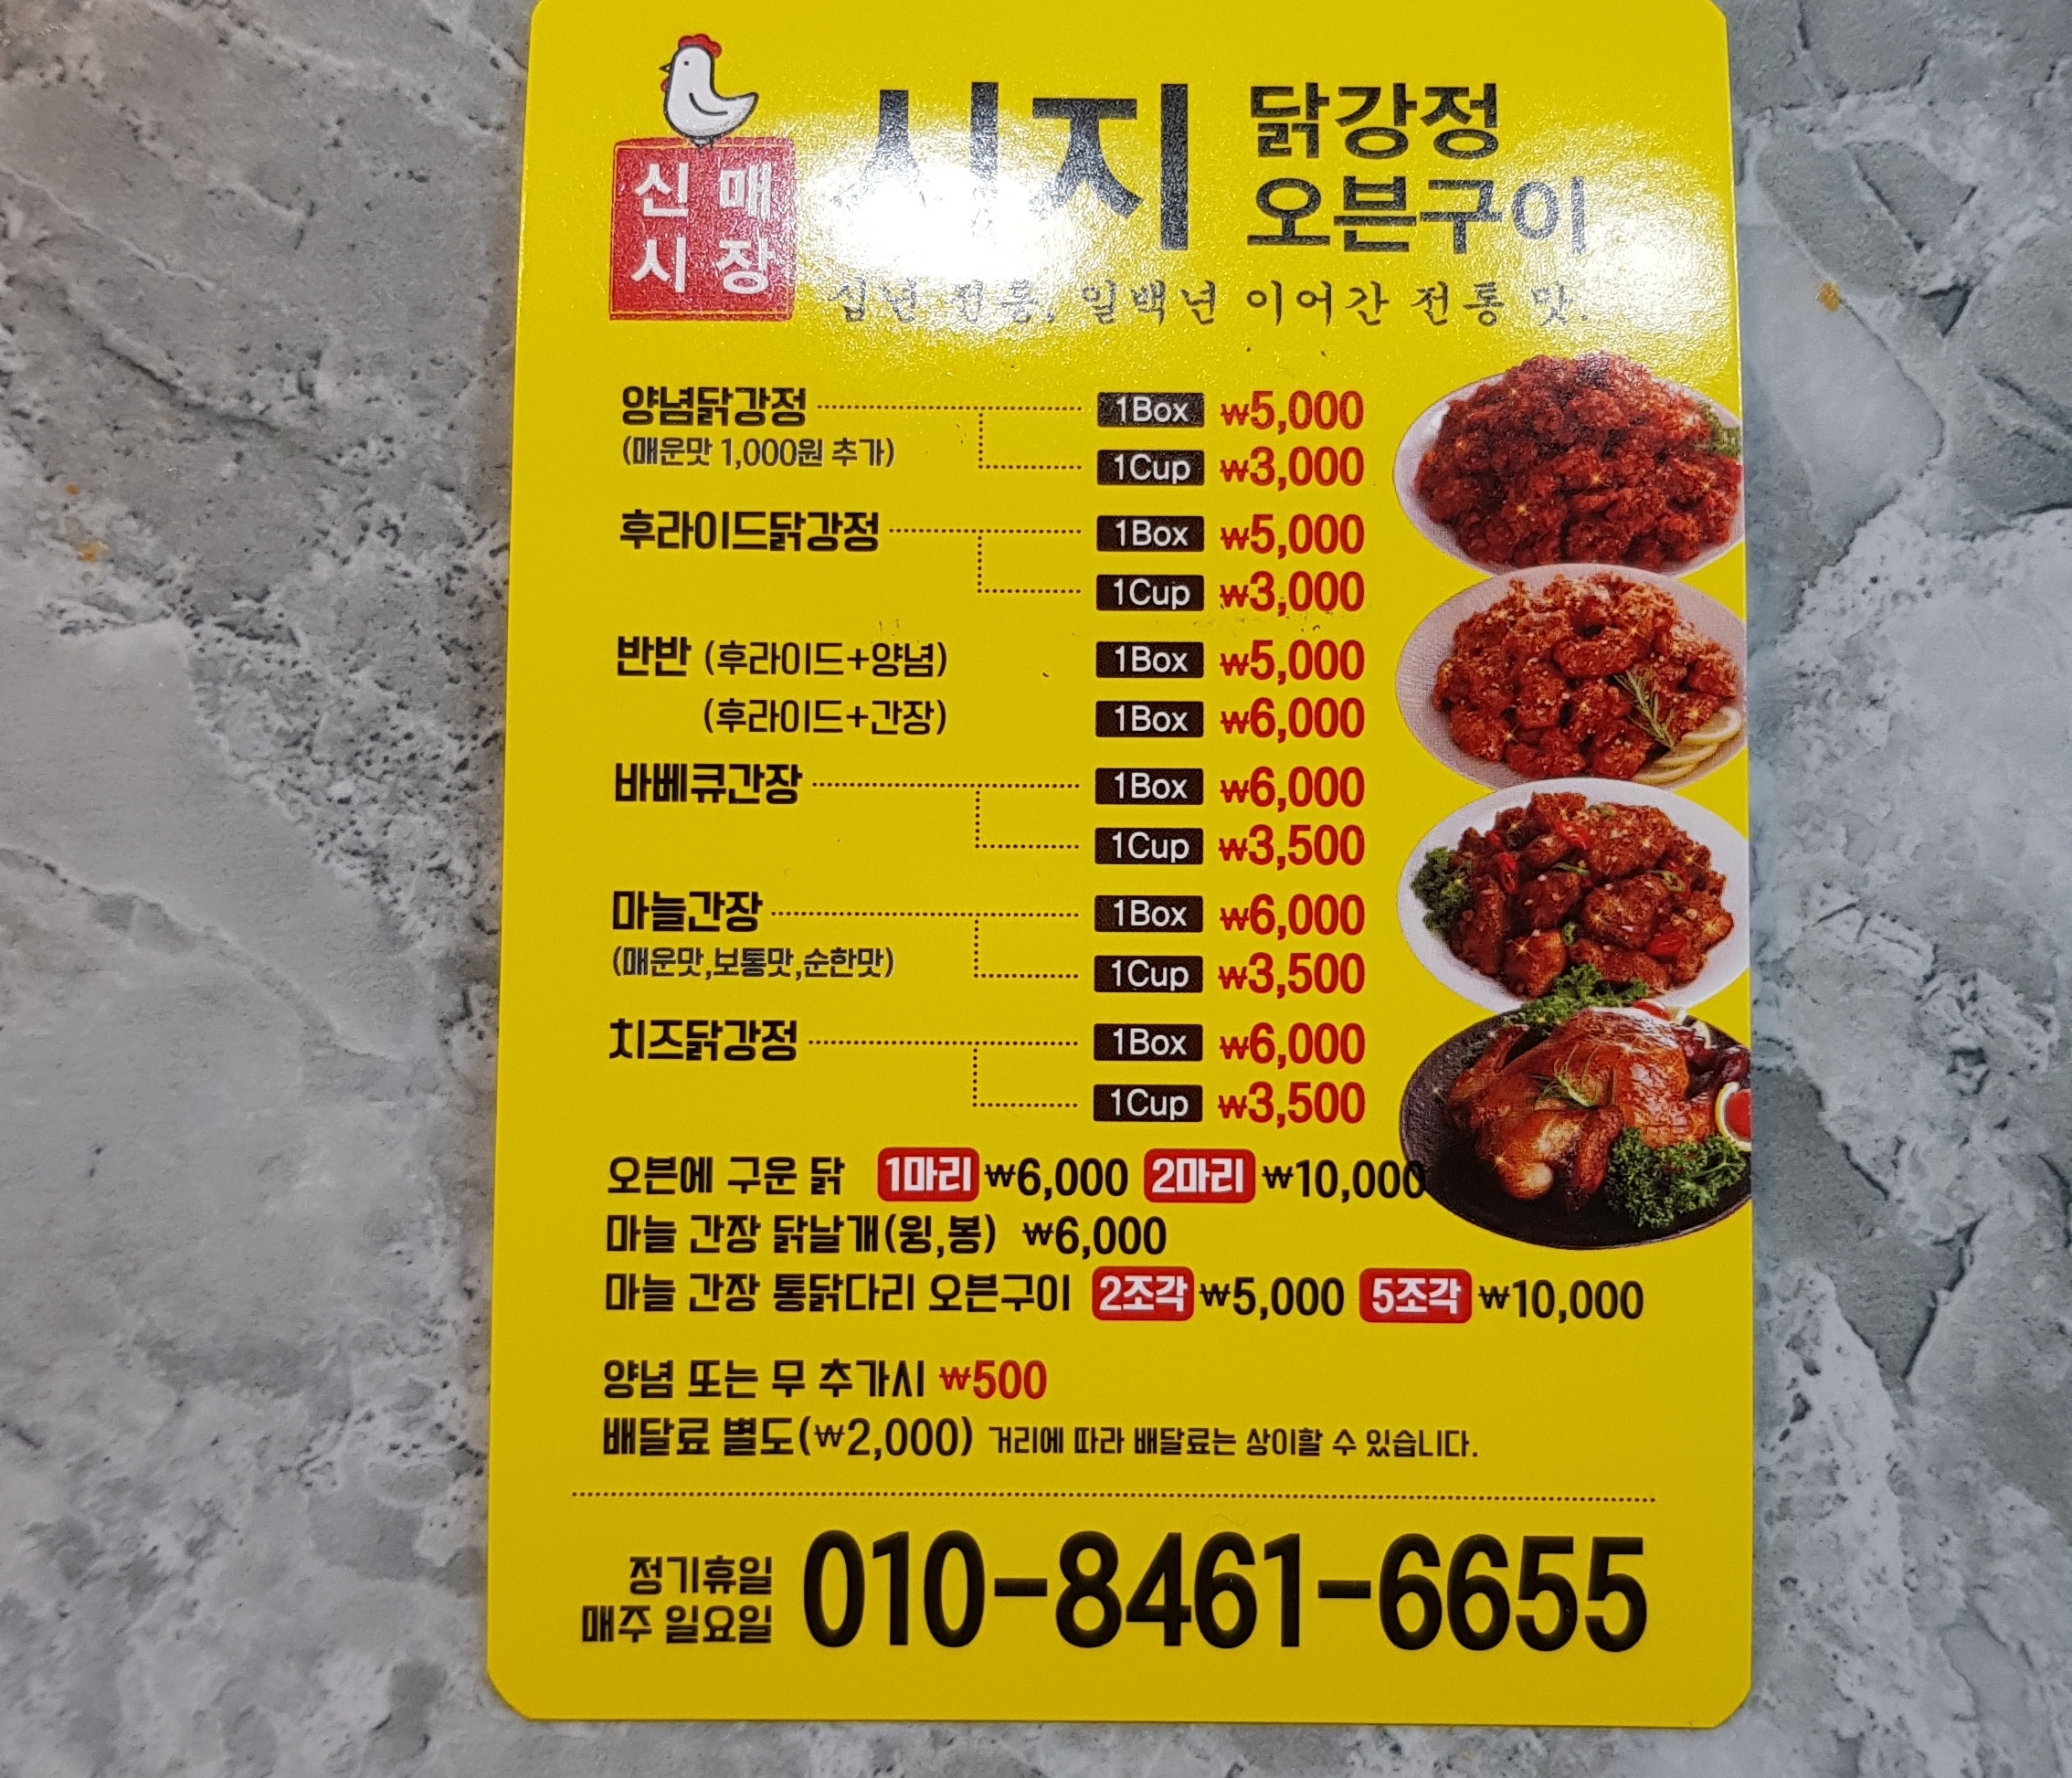 신매
시장
시지
닭강정
오븐구이
십년 전통, 일백년 이어간 전통 맛.
양념닭강정 1Box ₩5,000
(매운맛 1,000원 추가) 1Cup ₩3,000
후라이드닭강정 1Box ₩5,000
1Cup ₩3,000
반반 (후라이드+양념) 1Box ₩5,000
(후라이드+간장) 1Box ₩6,000
바베큐간장 1Box ₩6,000
1Cup ₩3,500
마늘간장 1Box ₩6,000
(매운맛,보통맛,순한맛) 1Cup ₩3,500
치즈닭강정 1Box ₩6,000
1Cup ₩3,500
오븐에 구운 닭 1마리 ₩6,000 2마리 ₩10,000
마늘 간장 닭날개(윙,봉) ₩6,000
마늘 간장 통닭다리 오븐구이 2조각 ₩5,000 5조각 ₩10,000
양념 또는 무 추가시 ₩500
배달료 별도(₩2,000) 거리에 따라 배달료는 상이할 수 있습니다.
정기휴일
매주 일요일
010-8461-6655